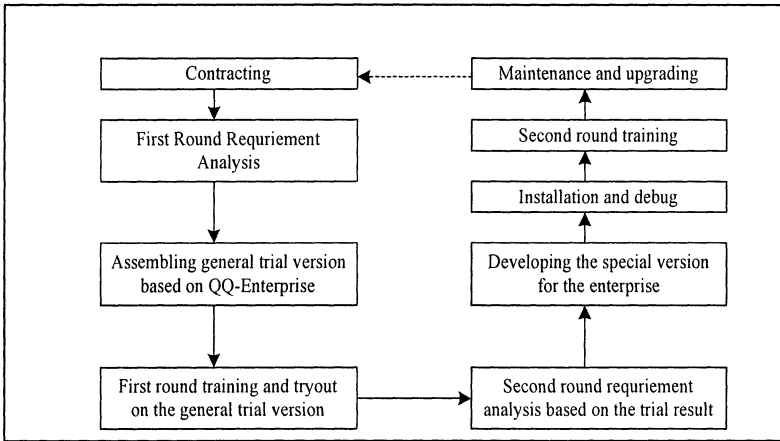 Contracting
First Round Requriement
Analysis
Assembling general trial version
based on QQ-Enterprise
First round training and tryout
on the general trial version
Maintenance and upgrading
Second round training
Installation and debug
Developing the special version
for the enterprise
Second round requriement
analysis based on the trial result